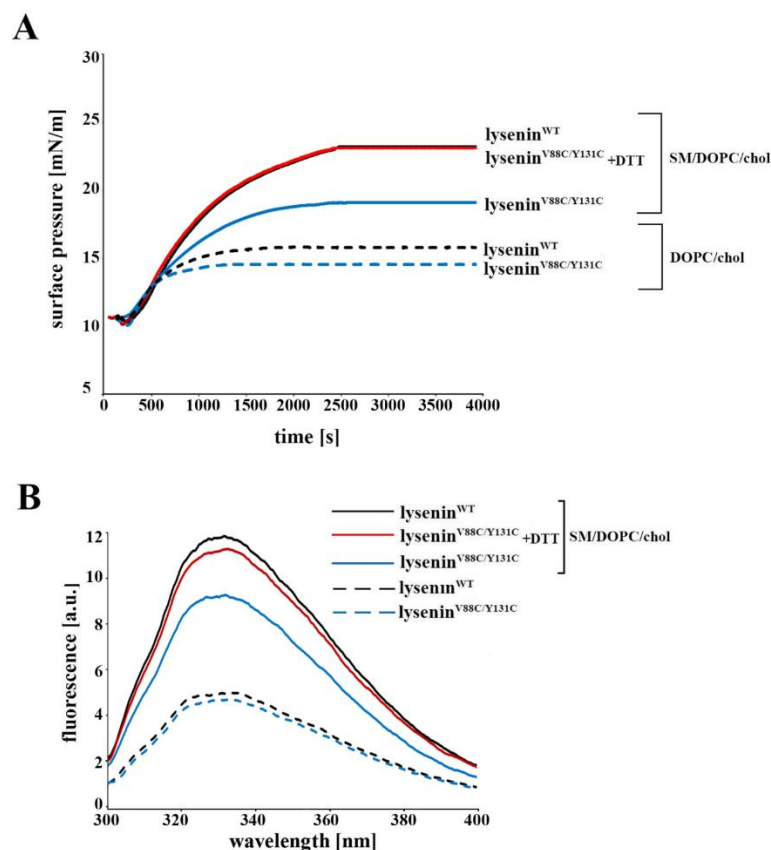 A
surface pressure [mN/m]
30
25
20
15
10
5
0 500 1000 1500 2000 2500 3000 3500 4000
time [s]
lysenin^WT
lysenin^V88C/Y131C +DTT
SM/DOPC/chol
lysenin^V88C/Y131C
lysenin^WT
lysenin^V88C/Y131C
DOPC/chol
B
fluorescence [a.u.]
12
10
8
6
4
2
0
300 320 340 360 380 400
wavelength [nm]
lysenin^WT
lysenin^V88C/Y131C +DTT SM/DOPC/chol
lysenin^V88C/Y131C
lysenin^WT
lysenin^V88C/Y131C